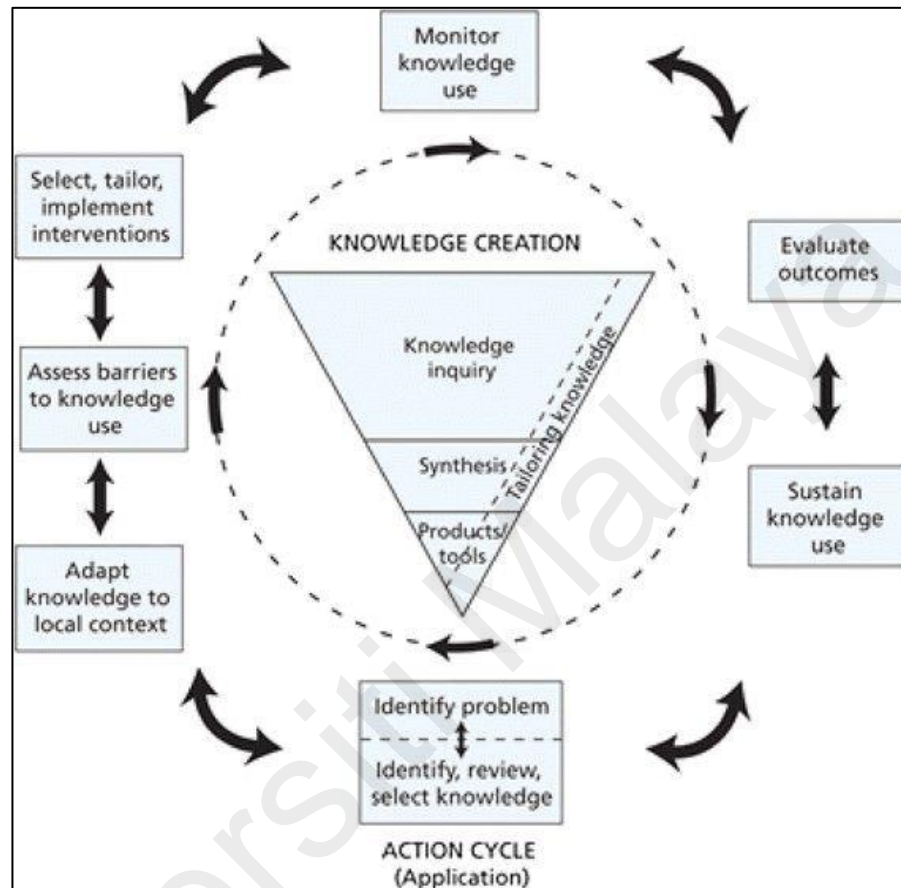 Monitor
knowledge
use
Select, tailor,
implement
interventions
KNOWLEDGE CREATION
Evaluate
outcomes
Knowledge
inquiry
Tailoring knowledge
Assess barriers
to knowledge
use
Synthesis
Sustain
knowledge
use
Products/
tools
Adapt
knowledge to
local context
Identify problem
Identify, review,
select knowledge
ACTION CYCLE
(Application)
ersiti Malaya